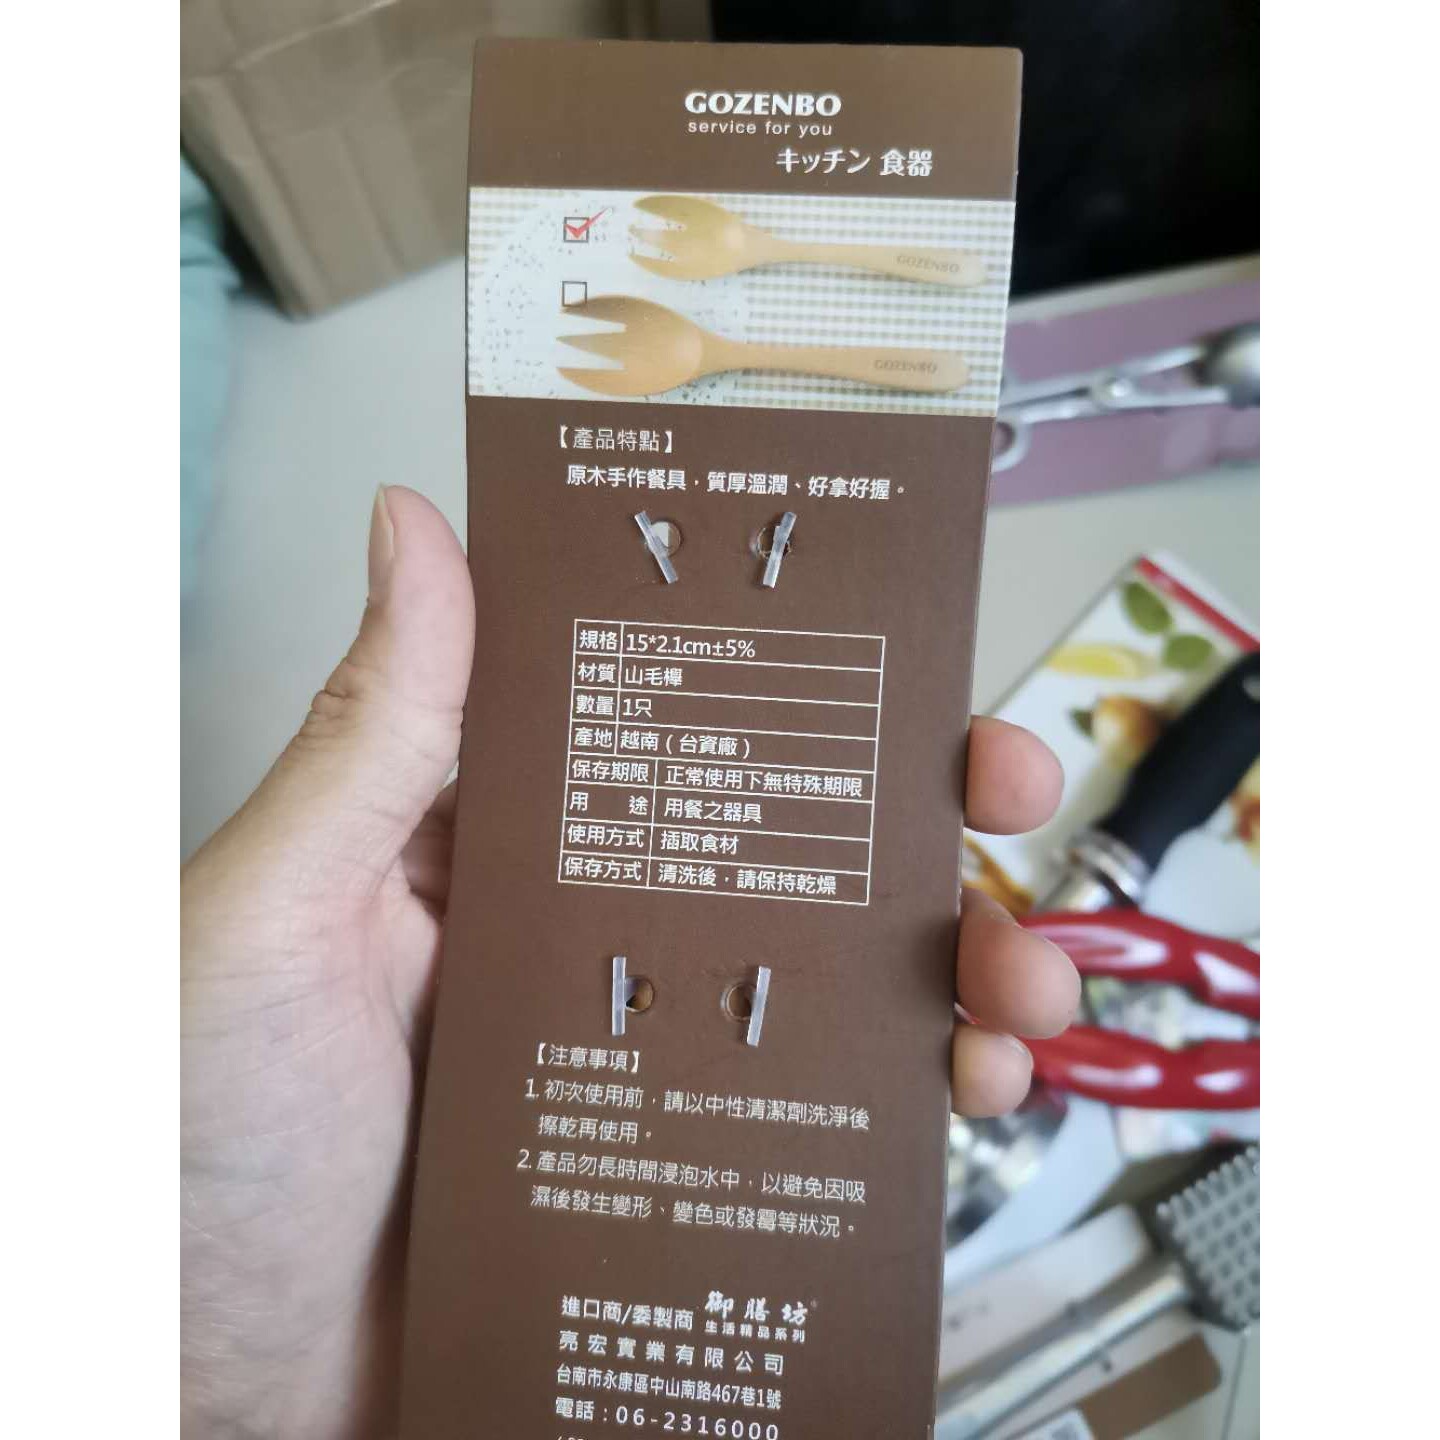 GOZENBO
service for you
キッチン 食器
GOZENBO
GOZENBO
【產品特點】
原木手作餐具，質厚溫潤、好拿好握。
規格 15*2.1cm±5%
材質 山毛櫸
數量 1只
產地 越南（台資廠）
保存期限 正常使用下無特殊期限
用 途 用餐之器具
使用方式 插取食材
保存方式 清洗後，請保持乾燥
【注意事項】
1. 初次使用前，請以中性清潔劑洗淨後
擦乾再使用。
2. 產品勿長時間浸泡水中，以避免因吸
濕後發生變形、變色或發霉等狀況。
進口商/委製商 御膳坊®
生活精品系列
亮宏實業有限公司
台南市永康區中山南路467巷1號
電話：06-2316000